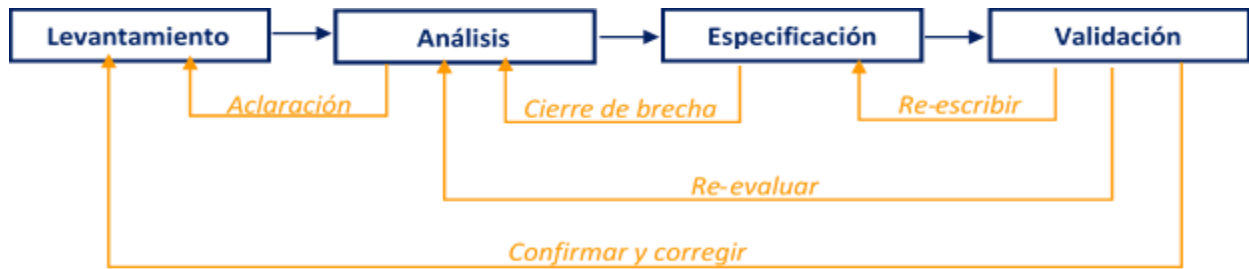 Levantamiento
Análisis
Especificación
Validación
Aclaración
Cierre de brecha
Re-escribir
Re-evaluar
Confirmar y corregir